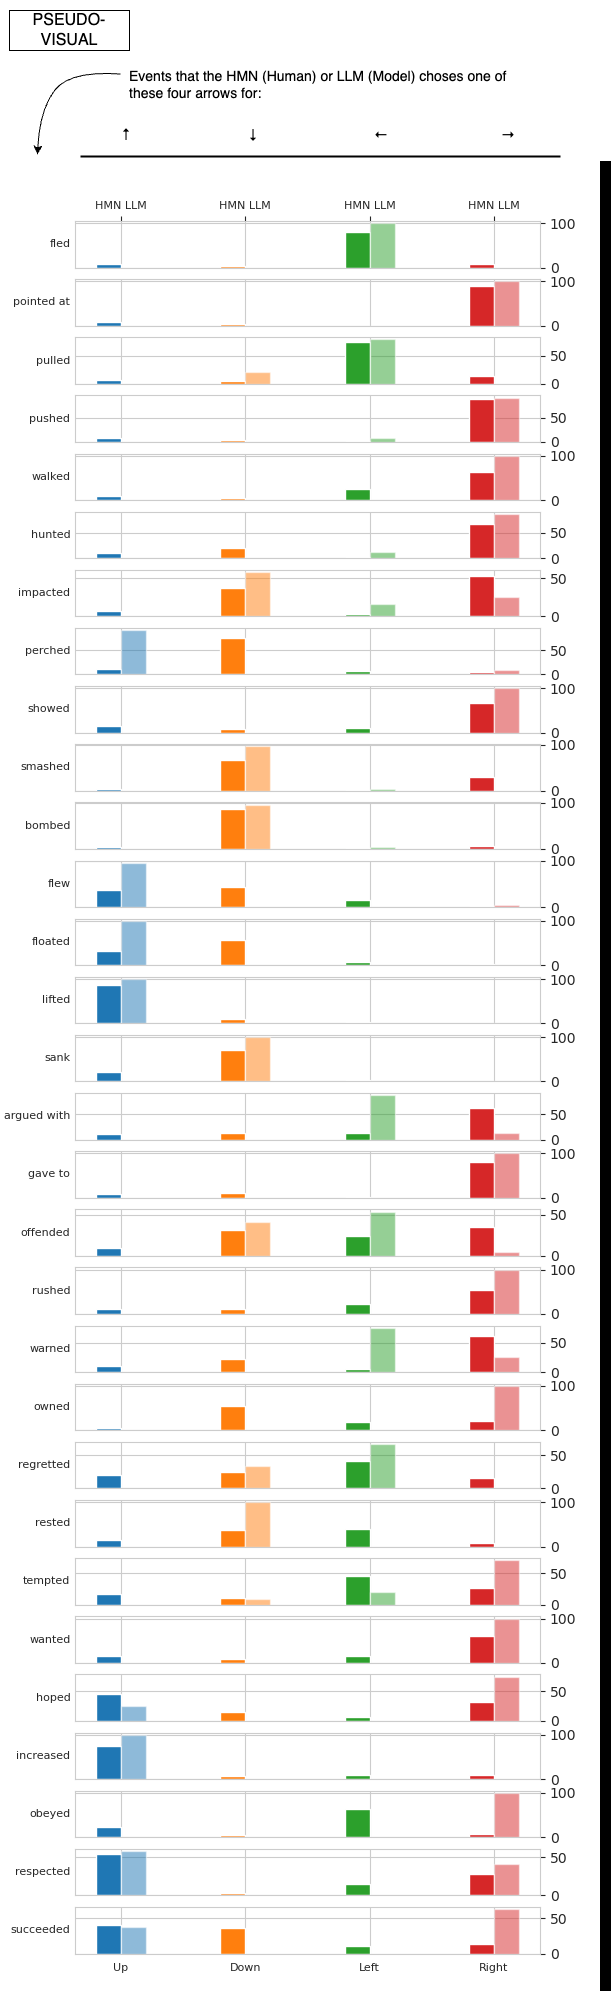 PSEUDO-
VISUAL
Events that the HMN (Human) or LLM (Model) choses one of
these four arrows for:
↑ ↓ ← →
HMN LLM HMN LLM HMN LLM HMN LLM
fled 100 0
pointed at 100 0
pulled 50 0
pushed 50 0
walked 100 0
hunted 50 0
impacted 50 0
perched 50 0
showed 100 0
smashed 100 0
bombed 100 0
flew 100 0
floated 100 0
lifted 100 0
sank 100 0
argued with 50 0
gave to 100 0
offended 50 0
rushed 100 0
warned 50 0
owned 100 0
regretted 50 0
rested 100 0
tempted 50 0
wanted 100 0
hoped 50 0
increased 100 0
obeyed 100 0
respected 50 0
succeeded 50 0
Up Down Left Right